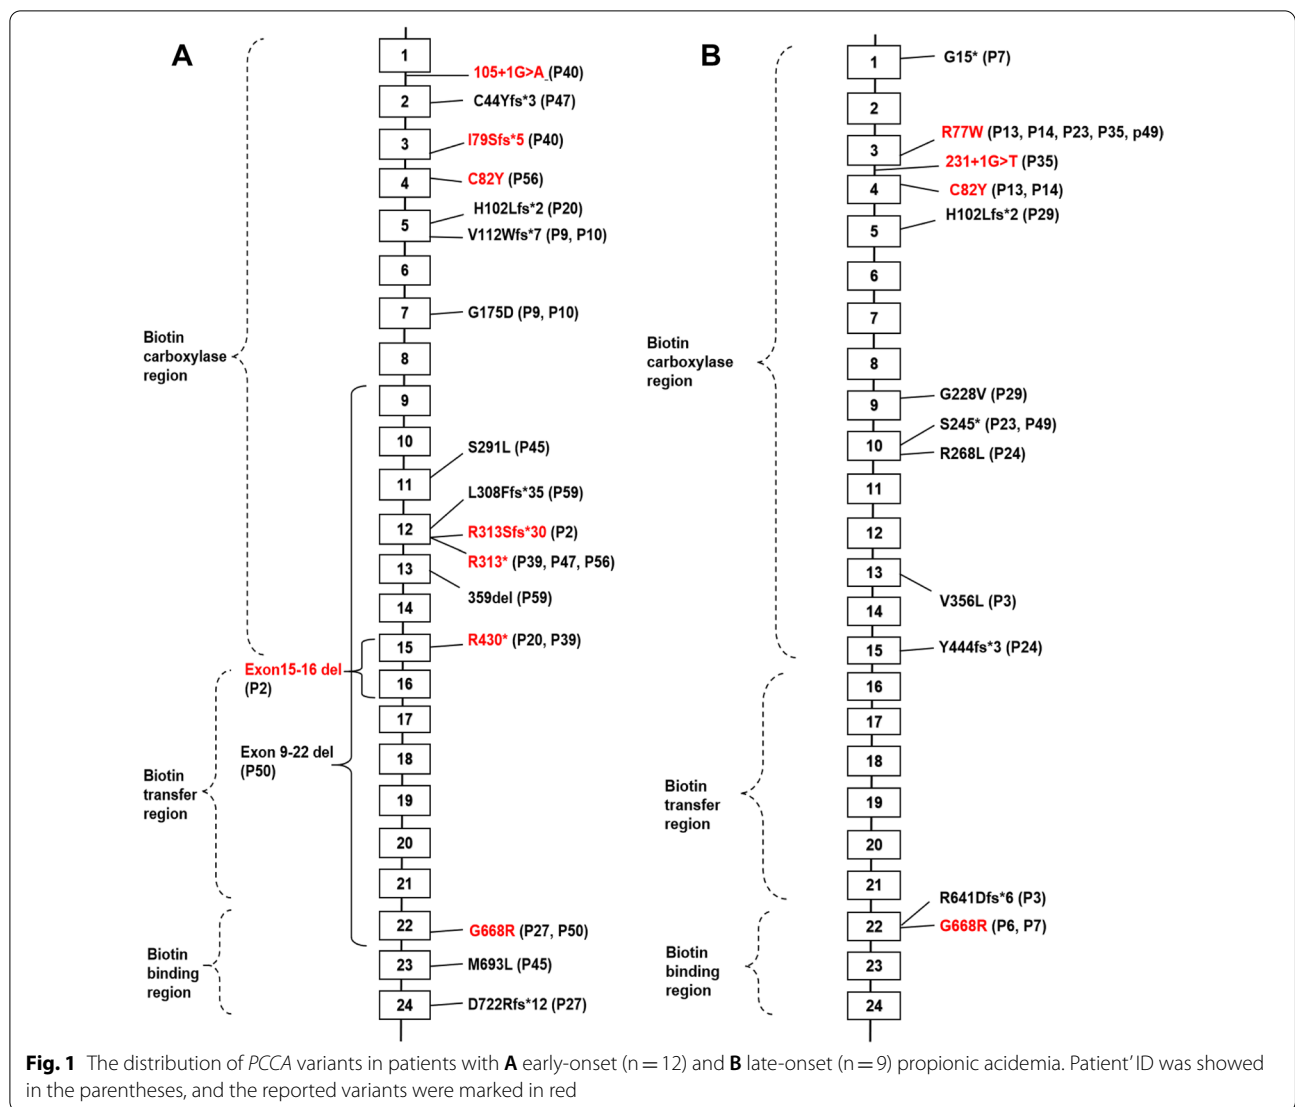 A
1
105+1G>A (P40)
2
C44Yfs*3 (P47)
3
I79Sfs*5 (P40)
4
C82Y (P56)
H102Lfs*2 (P20)
5
V112Wfs*7 (P9, P10)
6
7
G175D (P9, P10)
Biotin
carboxylase
region
8
9
10
S291L (P45)
11
L308Ffs*35 (P59)
12
R313Sfs*30 (P2)
R313* (P39, P47, P56)
13
359del (P59)
14
15
R430* (P20, P39)
Exon15-16 del
(P2)
16
17
Exon 9-22 del
(P50)
18
Biotin
transfer
region
19
20
21
22
G668R (P27, P50)
Biotin
binding
region
23
M693L (P45)
24
D722Rfs*12 (P27)
B
1
G15* (P7)
2
R77W (P13, P14, P23, P35, p49)
3
231+1G>T (P35)
4
C82Y (P13, P14)
H102Lfs*2 (P29)
5
6
7
Biotin
carboxylase
region
8
G228V (P29)
9
S245* (P23, P49)
10
R268L (P24)
11
12
13
V356L (P3)
14
15
Y444fs*3 (P24)
16
17
18
Biotin
transfer
region
19
20
21
R641Dfs*6 (P3)
22
G668R (P6, P7)
Biotin
binding
region
23
24
Fig. 1 The distribution of PCCA variants in patients with A early-onset (n = 12) and B late-onset (n = 9) propionic acidemia. Patient' ID was showed
in the parentheses, and the reported variants were marked in red